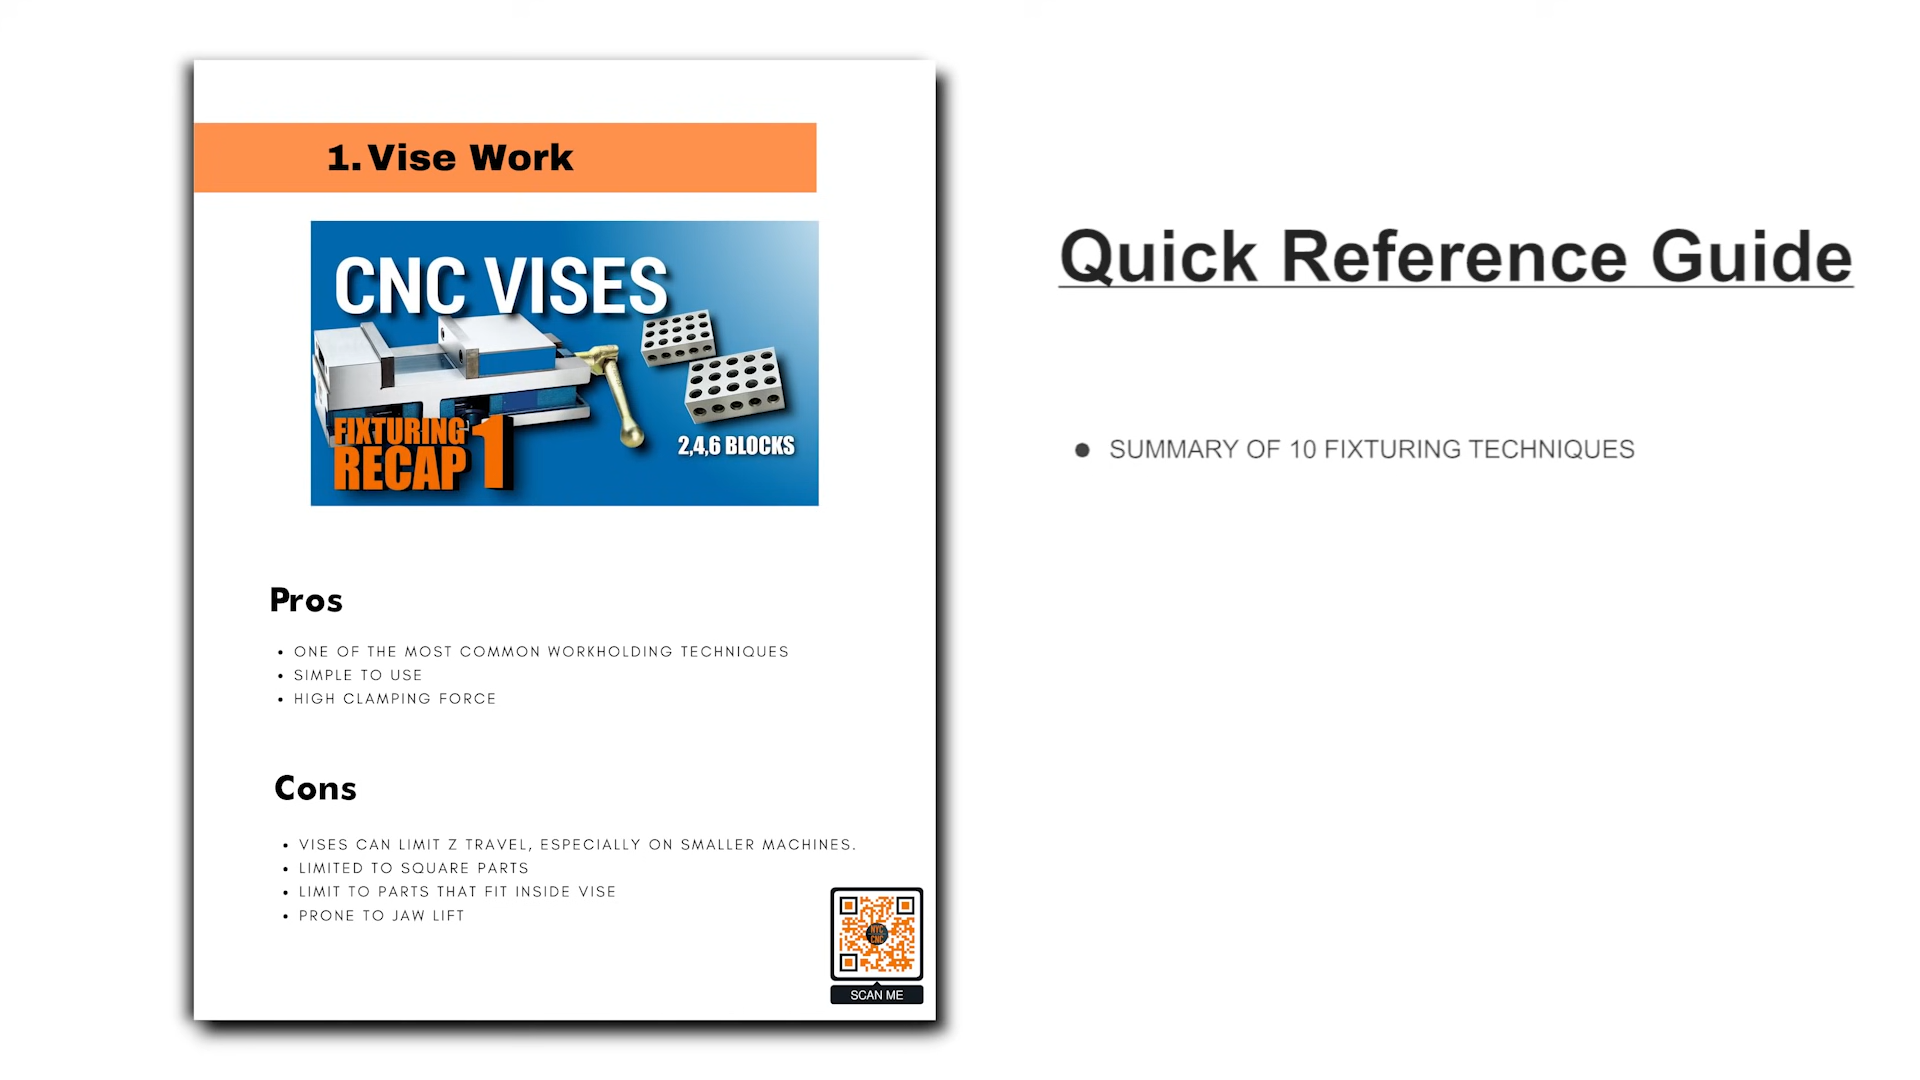 1. Vise Work
CNC VISES
FIXTURING
RECAP 1
2,4,6 BLOCKS
Pros
• ONE OF THE MOST COMMON WORKHOLDING TECHNIQUES
• SIMPLE TO USE
• HIGH CLAMPING FORCE
Cons
• VISES CAN LIMIT Z TRAVEL, ESPECIALLY ON SMALLER MACHINES.
• LIMITED TO SQUARE PARTS
• LIMIT TO PARTS THAT FIT INSIDE VISE
• PRONE TO JAW LIFT
NYC
CNC
SCAN ME
Quick Reference Guide
• SUMMARY OF 10 FIXTURING TECHNIQUES